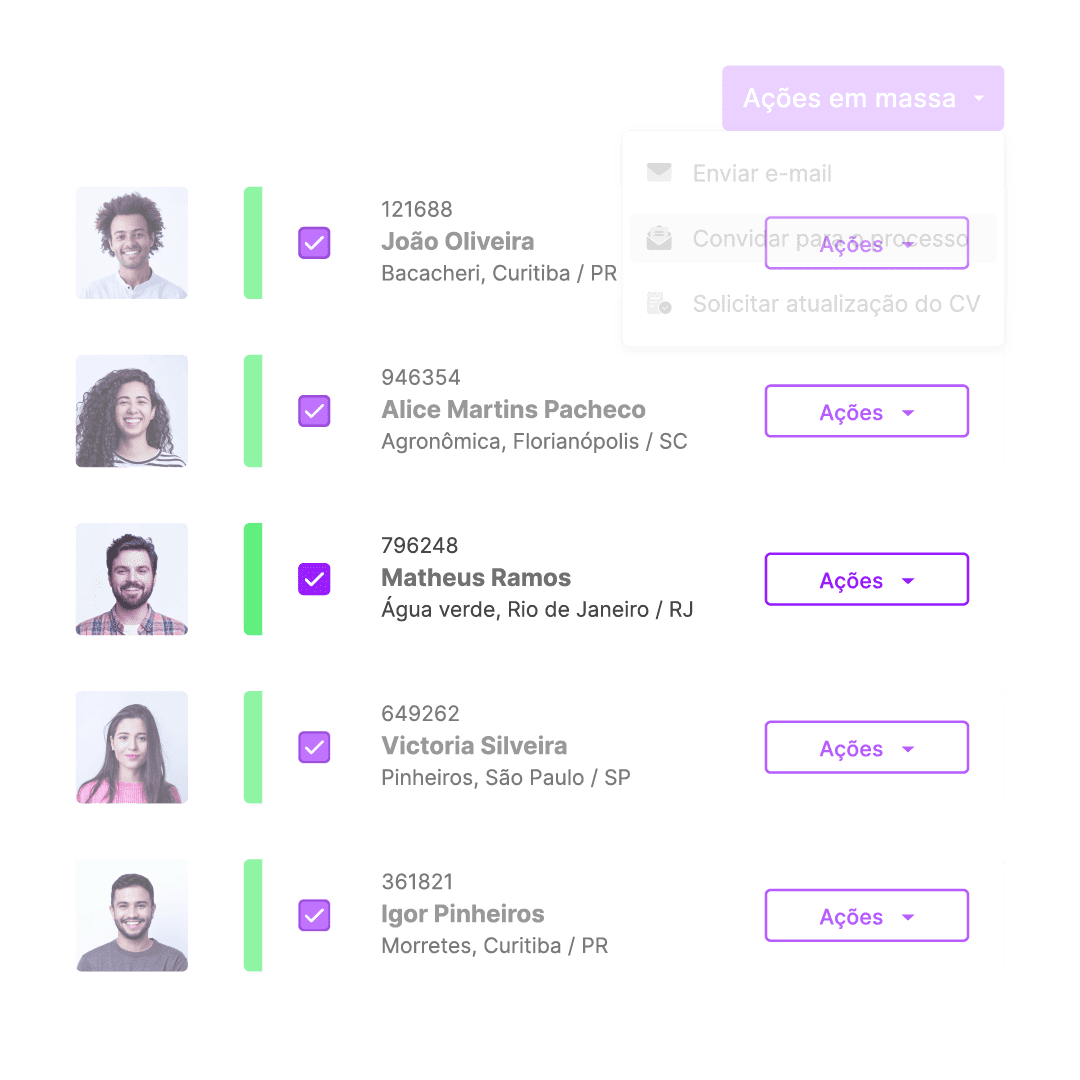 Ações em massa
Enviar e-mail
Convidar para o processo
Solicitar atualização do CV
121688
João Oliveira
Bacacheri, Curitiba / PR
Ações
946354
Alice Martins Pacheco
Agronômica, Florianópolis / SC
Ações
796248
Matheus Ramos
Água verde, Rio de Janeiro / RJ
Ações
649262
Victoria Silveira
Pinheiros, São Paulo / SP
Ações
361821
Igor Pinheiros
Morretes, Curitiba / PR
Ações